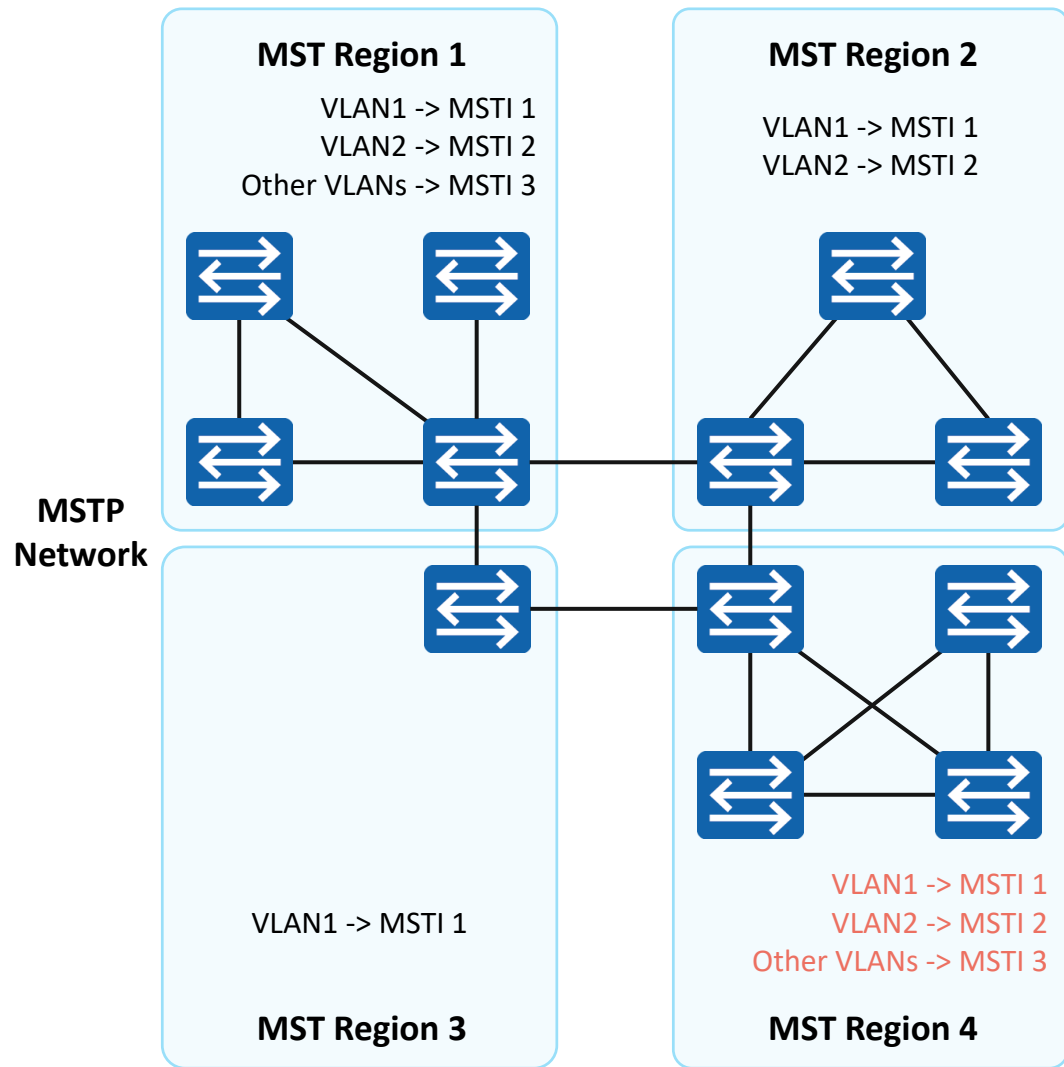 MST Region 1
VLAN1 -> MSTI 1
VLAN2 -> MSTI 2
Other VLANs -> MSTI 3
MST Region 2
VLAN1 -> MSTI 1
VLAN2 -> MSTI 2
MSTP
Network
VLAN1 -> MSTI 1
MST Region 3
VLAN1 -> MSTI 1
VLAN2 -> MSTI 2
Other VLANs -> MSTI 3
MST Region 4